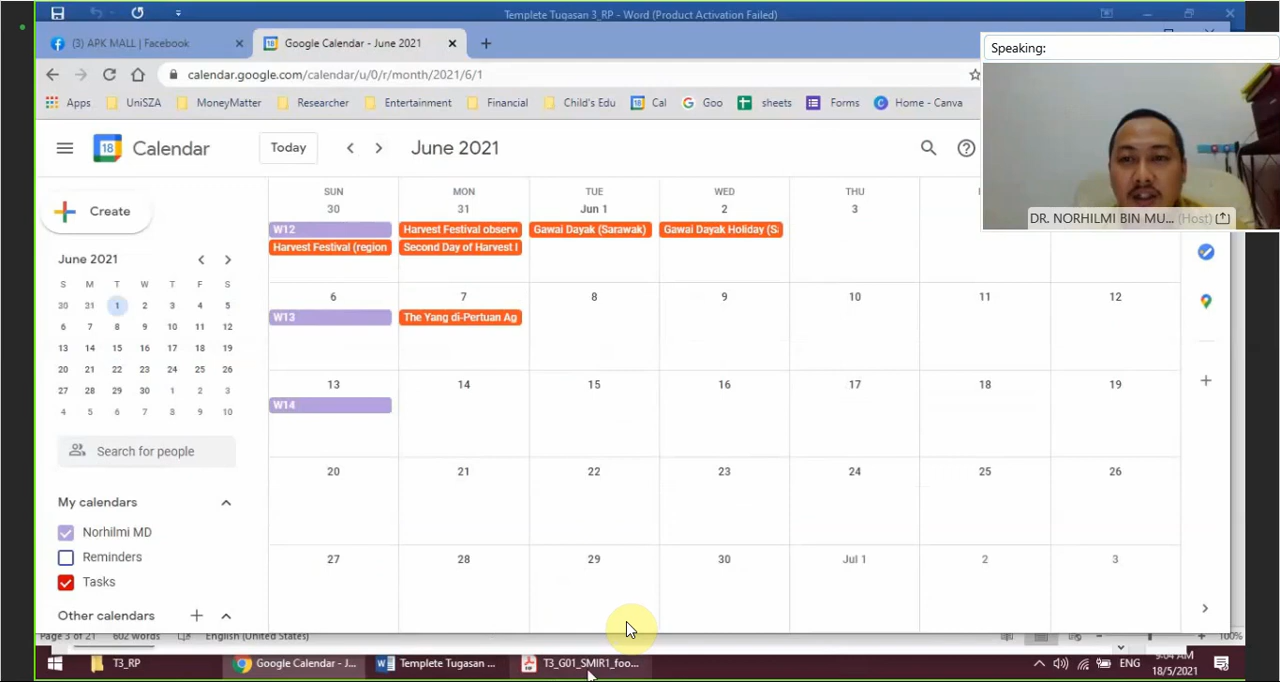 Templete Tugasan 3_RP - Word (Product Activation Failed)
(3) APK MALL | Facebook
Google Calendar - June 2021
Speaking:
calendar.google.com/calendar/u/0/r/month/2021/6/1
Apps UniSZA MoneyMatter Researcher Entertainment Financial Child's Edu Cal Goo sheets Forms Home - Canva
18 Calendar Today June 2021
DR. NORHILMI BIN MU... (Host)
Create
SUN MON TUE WED THU
30 31 Jun 1 2 3
W12 Harvest Festival observ Gawai Dayak (Sarawak) Gawai Dayak Holiday (Sa
Harvest Festival (region Second Day of Harvest
June 2021
S M T W T F S
30 31 1 2 3 4 5
6 7 8 9 10 11 12
13 14 15 16 17 18 19
20 21 22 23 24 25 26
27 28 29 30 1 2 3
4 5 6 7 8 9 10
6 7 8 9 10 11 12
W13 The Yang di-Pertuan Ag
13 14 15 16 17 18 19
W14
Search for people
20 21 22 23 24 25 26
My calendars
Norhilmi MD
Reminders
Tasks
27 28 29 30 Jul 1 2 3
Other calendars
Page 3 of 21 602 words English (United States) 100%
T3_RP Google Calendar - J... Templete Tugasan ... T3_G01_SMIR1_foo... ENG
9:04 AM
18/5/2021